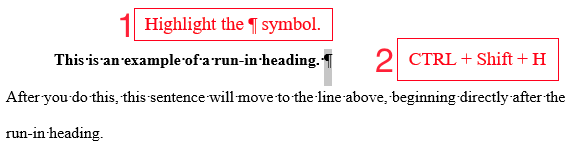 1 Highlight the ¶ symbol.
This is an example of a run-in heading. ¶
2 CTRL + Shift + H
After you do this, this sentence will move to the line above, beginning directly after the
run-in heading.